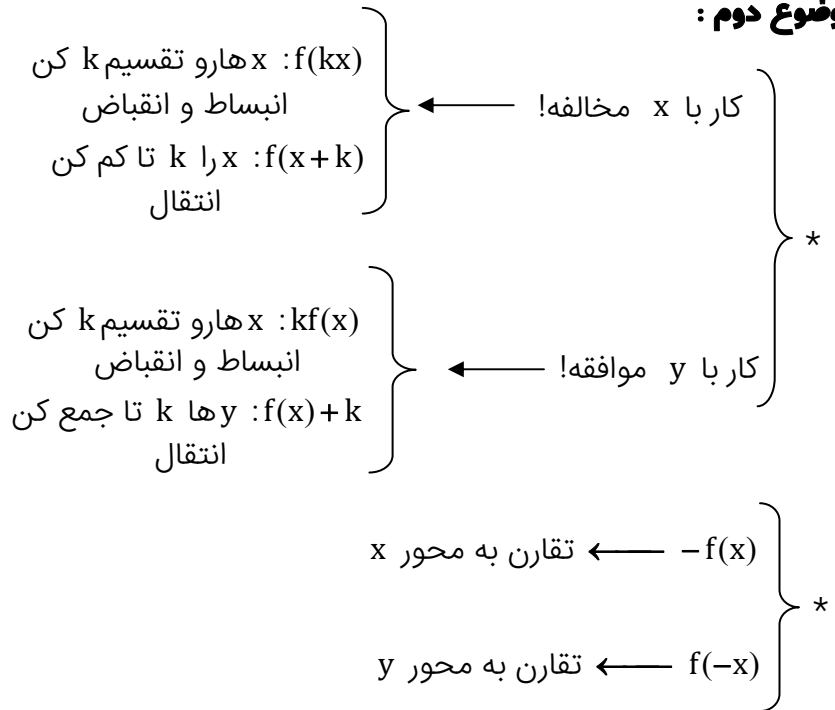 وضوع دوم :
f(kx) : x هارو تقسیم k کن
انبساط و انقباض
کار با x مخالفه!
f(x+k) : x را k تا کم کن
انتقال
*
kf(x) : x هارو تقسیم k کن
انبساط و انقباض
کار با y موافقه!
f(x)+k : y ها k تا جمع کن
انتقال
−f(x) ← تقارن به محور x
*
f(−x) ← تقارن به محور y